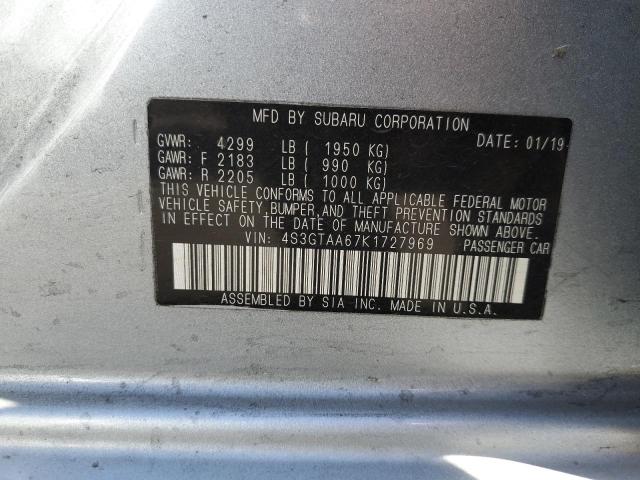 MFD BY SUBARU CORPORATION
GVWR: 4299 LB ( 1950 KG) DATE: 01/19
GAWR: F 2183 LB ( 990 KG)
GAWR: R 2205 LB ( 1000 KG)
THIS VEHICLE CONFORMS TO ALL APPLICABLE FEDERAL MOTOR
VEHICLE SAFETY, BUMPER, AND THEFT PREVENTION STANDARDS
IN EFFECT ON THE DATE OF MANUFACTURE SHOWN ABOVE.
VIN: 4S3GTAA67K1727969 PASSENGER CAR
ASSEMBLED BY SIA INC. MADE IN U.S.A.